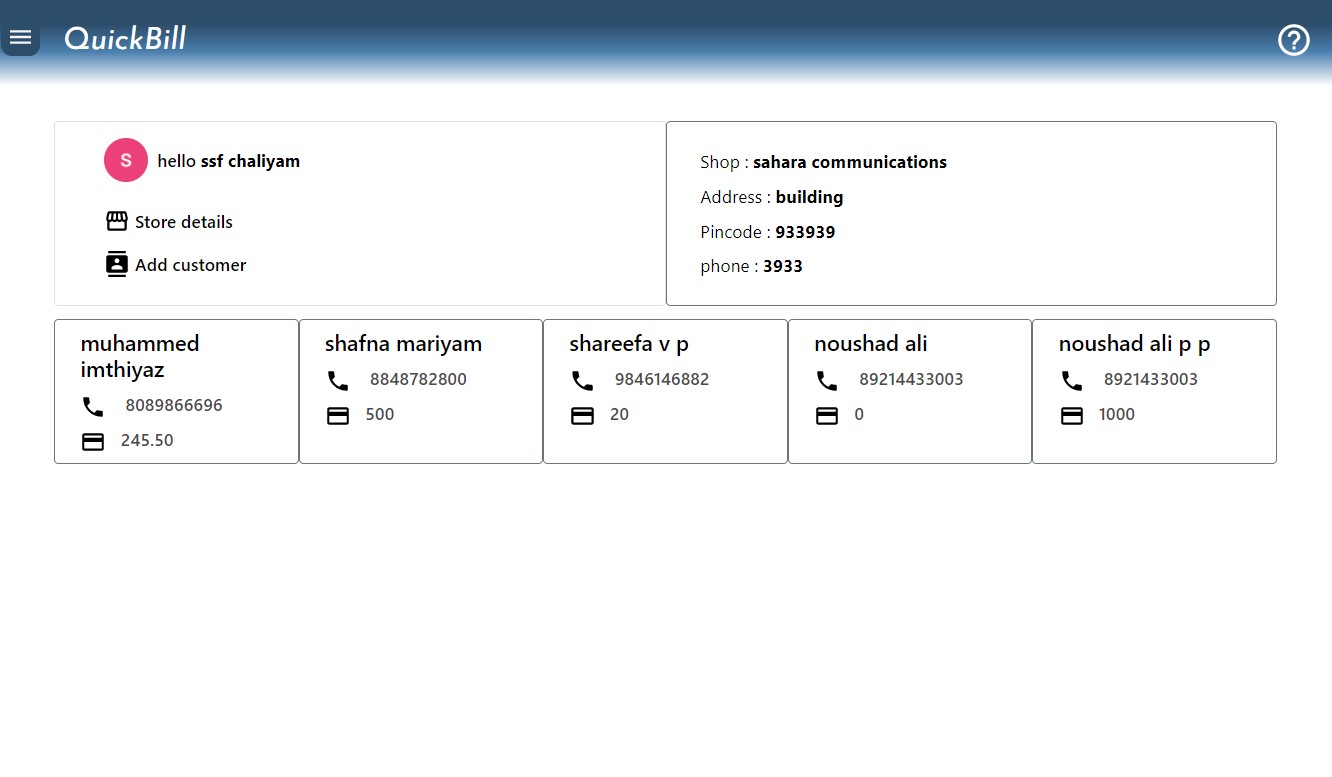 QuickBill
S
hello ssf chaliyam
Store details
Add customer
Shop : sahara communications
Address : building
Pincode : 933939
phone : 3933
muhammed
imthiyaz
8089866696
245.50
shafna mariyam
8848782800
500
shareefa v p
9846146882
20
noushad ali
89214433003
0
noushad ali p p
8921433003
1000